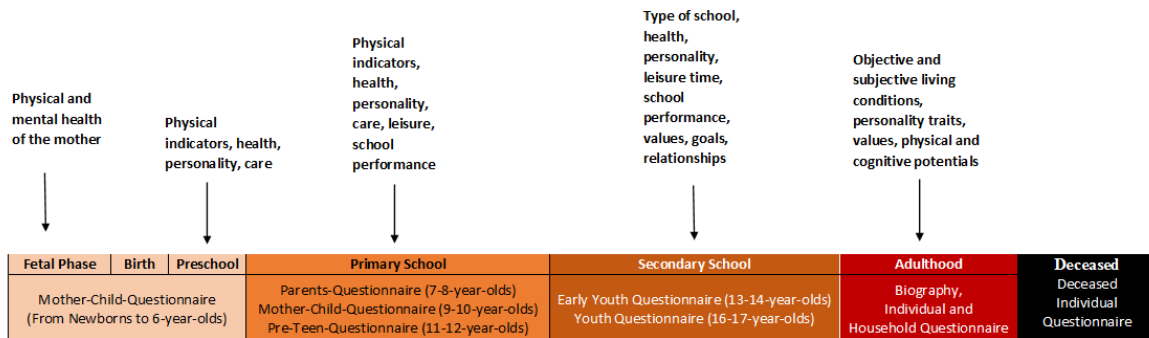 Physical and
mental health
of the mother
Physical
indicators, health,
personality, care
Physical
indicators,
health,
personality,
care, leisure,
school
performance
Type of school,
health,
personality,
leisure time,
school
performance,
values, goals,
relationships
Objective and
subjective living
conditions,
personality traits,
values, physical and
cognitive potentials
Fetal Phase
Birth
Preschool
Primary School
Secondary School
Adulthood
Deceased
Mother-Child-Questionnaire
(From Newborns to 6-year-olds)
Parents-Questionnaire (7-8-year-olds)
Mother-Child-Questionnaire (9-10-year-olds)
Pre-Teen-Questionnaire (11-12-year-olds)
Early Youth Questionnaire (13-14-year-olds)
Youth Questionnaire (16-17-year-olds)
Biography,
Individual and
Household Questionnaire
Deceased
Individual
Questionnaire